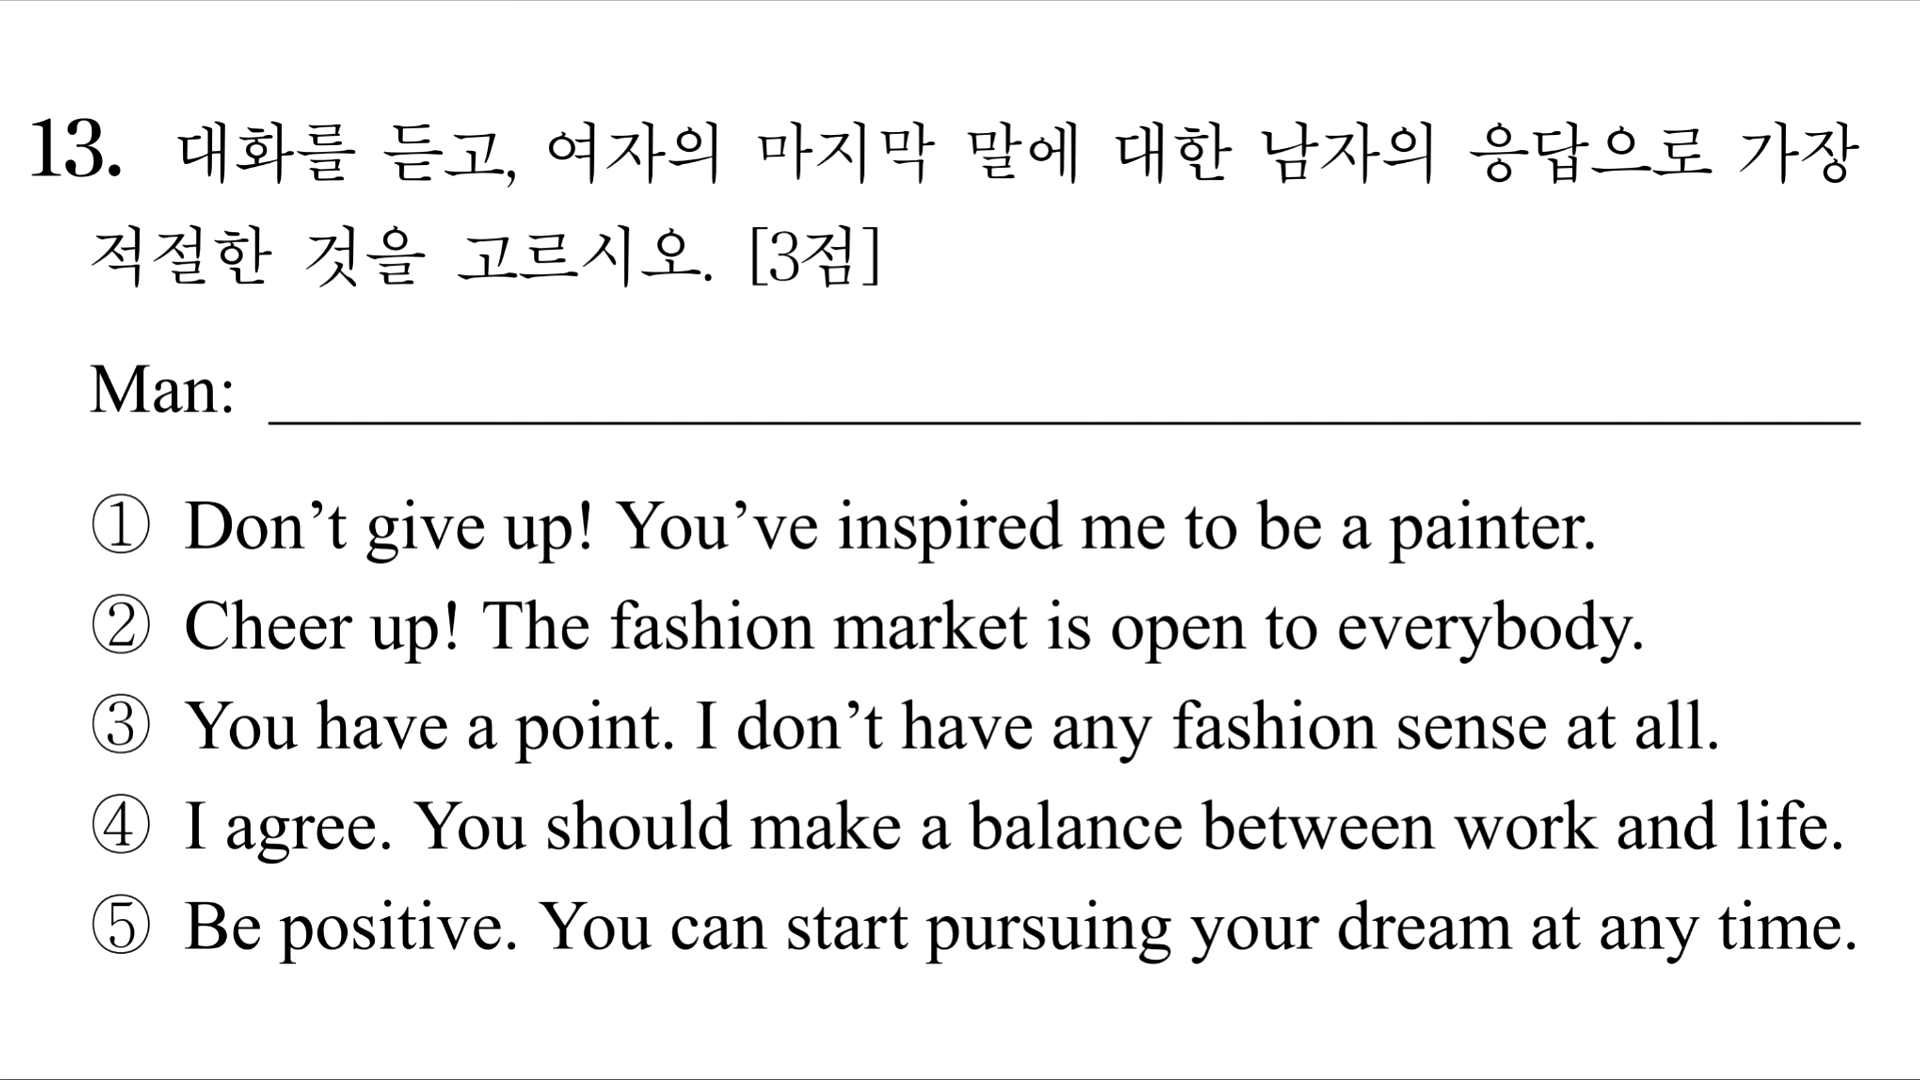 13. 대화를 듣고, 여자의 마지막 말에 대한 남자의 응답으로 가장
적절한 것을 고르시오. [3점]
Man:
① Don’t give up! You’ve inspired me to be a painter.
② Cheer up! The fashion market is open to everybody.
③ You have a point. I don’t have any fashion sense at all.
④ I agree. You should make a balance between work and life.
⑤ Be positive. You can start pursuing your dream at any time.